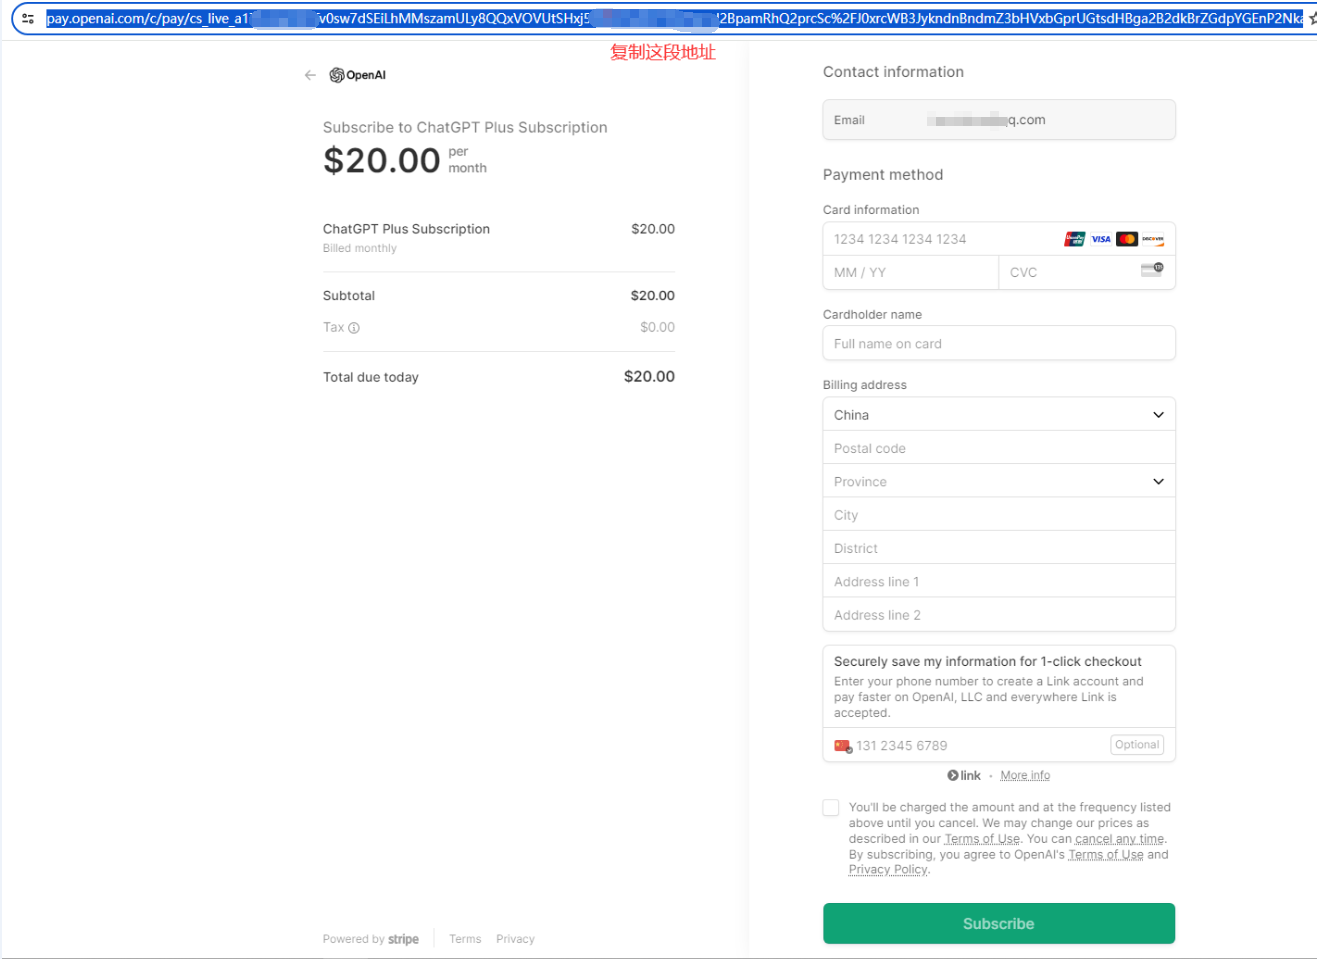 pay.openai.com/c/pay/cs_live_a1 v0sw7dSEiLhMMszamULy8QQxVOVUtSHxj5 2BpamRhQ2prcSc%2FJ0xrcWB3JykndnBndmZ3bHVxbGprUGtsdHBga2B2dkBrZGdpYGEnP2Nka
复制这段地址
OpenAI
Subscribe to ChatGPT Plus Subscription
$20.00 per month
ChatGPT Plus Subscription $20.00
Billed monthly
Subtotal $20.00
Tax $0.00
Total due today $20.00
Powered by stripe Terms Privacy
Contact information
Email q.com
Payment method
Card information
1234 1234 1234 1234 VISA DISCOVER
MM / YY CVC
Cardholder name
Full name on card
Billing address
China
Postal code
Province
City
District
Address line 1
Address line 2
Securely save my information for 1-click checkout
Enter your phone number to create a Link account and
pay faster on OpenAI, LLC and everywhere Link is
accepted.
131 2345 6789 Optional
link · More info
You'll be charged the amount and at the frequency listed
above until you cancel. We may change our prices as
described in our Terms of Use. You can cancel any time.
By subscribing, you agree to OpenAI's Terms of Use and
Privacy Policy.
Subscribe